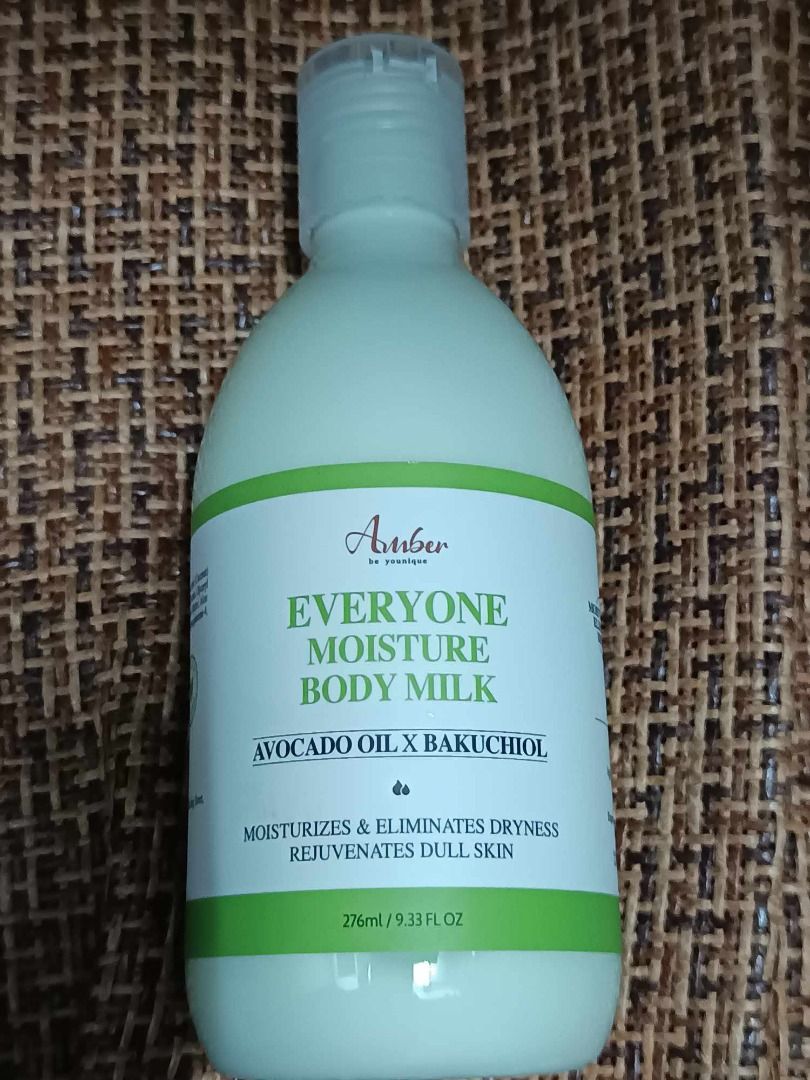 Amber
be younique
EVERYONE
MOISTURE
BODY MILK
AVOCADO OIL X BAKUCHIOL
MOISTURIZES & ELIMINATES DRYNESS
REJUVENATES DULL SKIN
276ml / 9.33 FL OZ